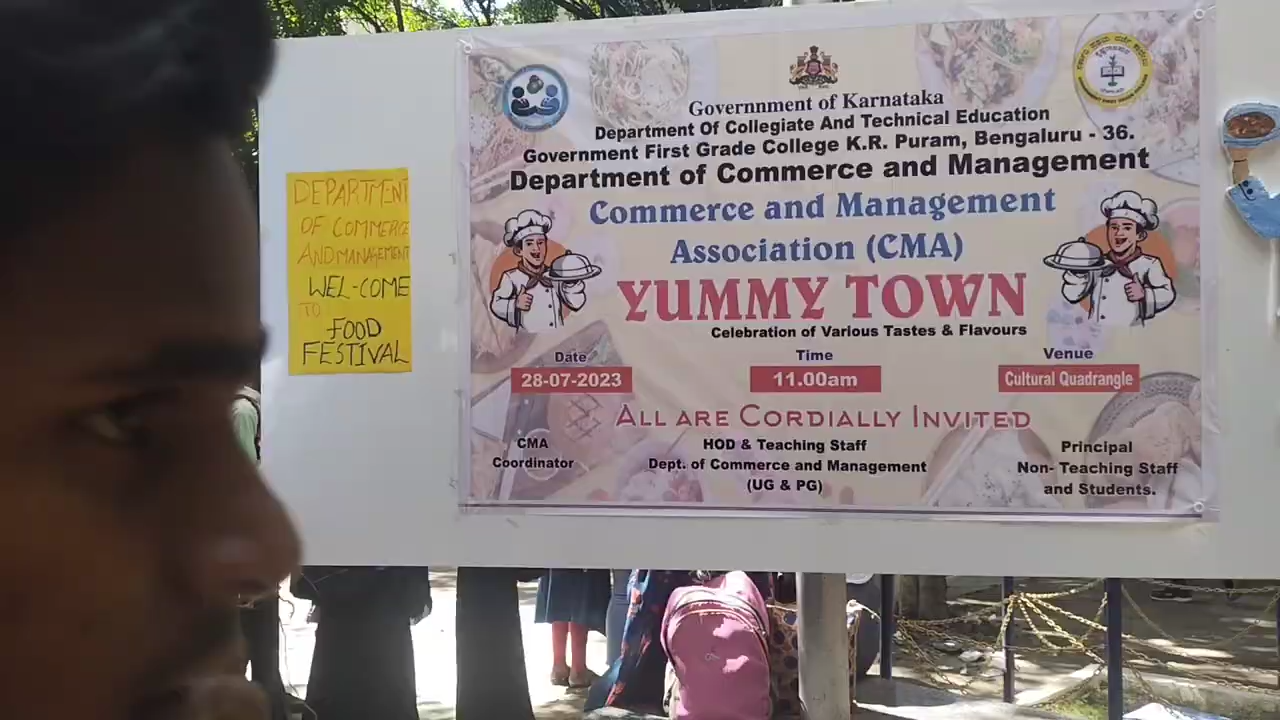 DEPARTMENT
OF COMMERCE
AND MANAGEMENT
WEL-COME
TO
FOOD
FESTIVAL
Governnment of Karnataka
Department Of Collegiate And Technical Education
Government First Grade College K.R. Puram, Bengaluru - 36.
Department of Commerce and Management
Commerce and Management
Association (CMA)
YUMMY TOWN
Celebration of Various Tastes & Flavours
Date
28-07-2023
Time
11.00am
Venue
Cultural Quadrangle
ALL ARE CORDIALLY INVITED
CMA
Coordinator
HOD & Teaching Staff
Dept. of Commerce and Management
(UG & PG)
Principal
Non- Teaching Staff
and Students.